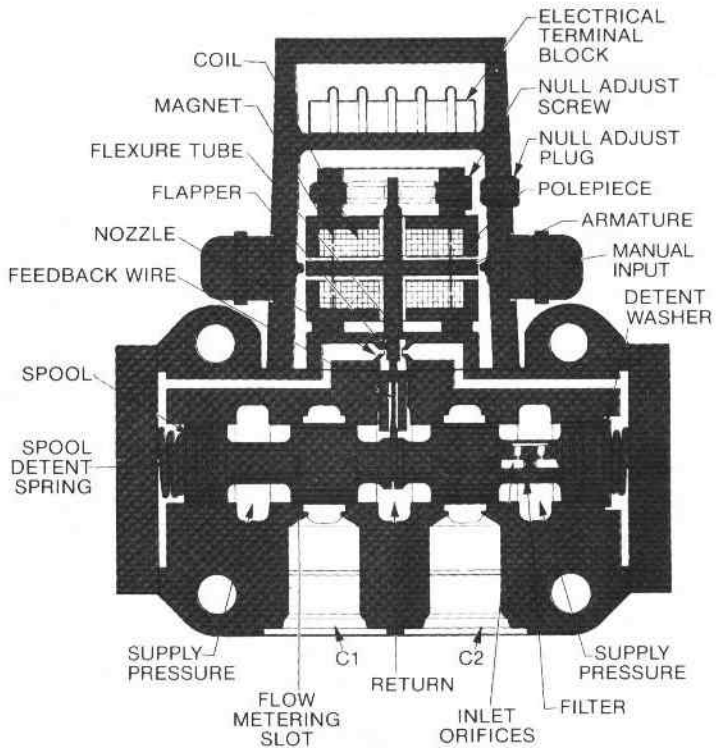 ELECTRICAL
TERMINAL
BLOCK
COIL
NULL ADJUST
SCREW
MAGNET
NULL ADJUST
PLUG
FLEXURE TUBE
POLEPIECE
FLAPPER
ARMATURE
NOZZLE
MANUAL
INPUT
FEEDBACK WIRE
DETENT
WASHER
SPOOL
SPOOL
DETENT
SPRING
SUPPLY
PRESSURE
C1
C2
SUPPLY
PRESSURE
FLOW
METERING
SLOT
RETURN
INLET
ORIFICES
FILTER